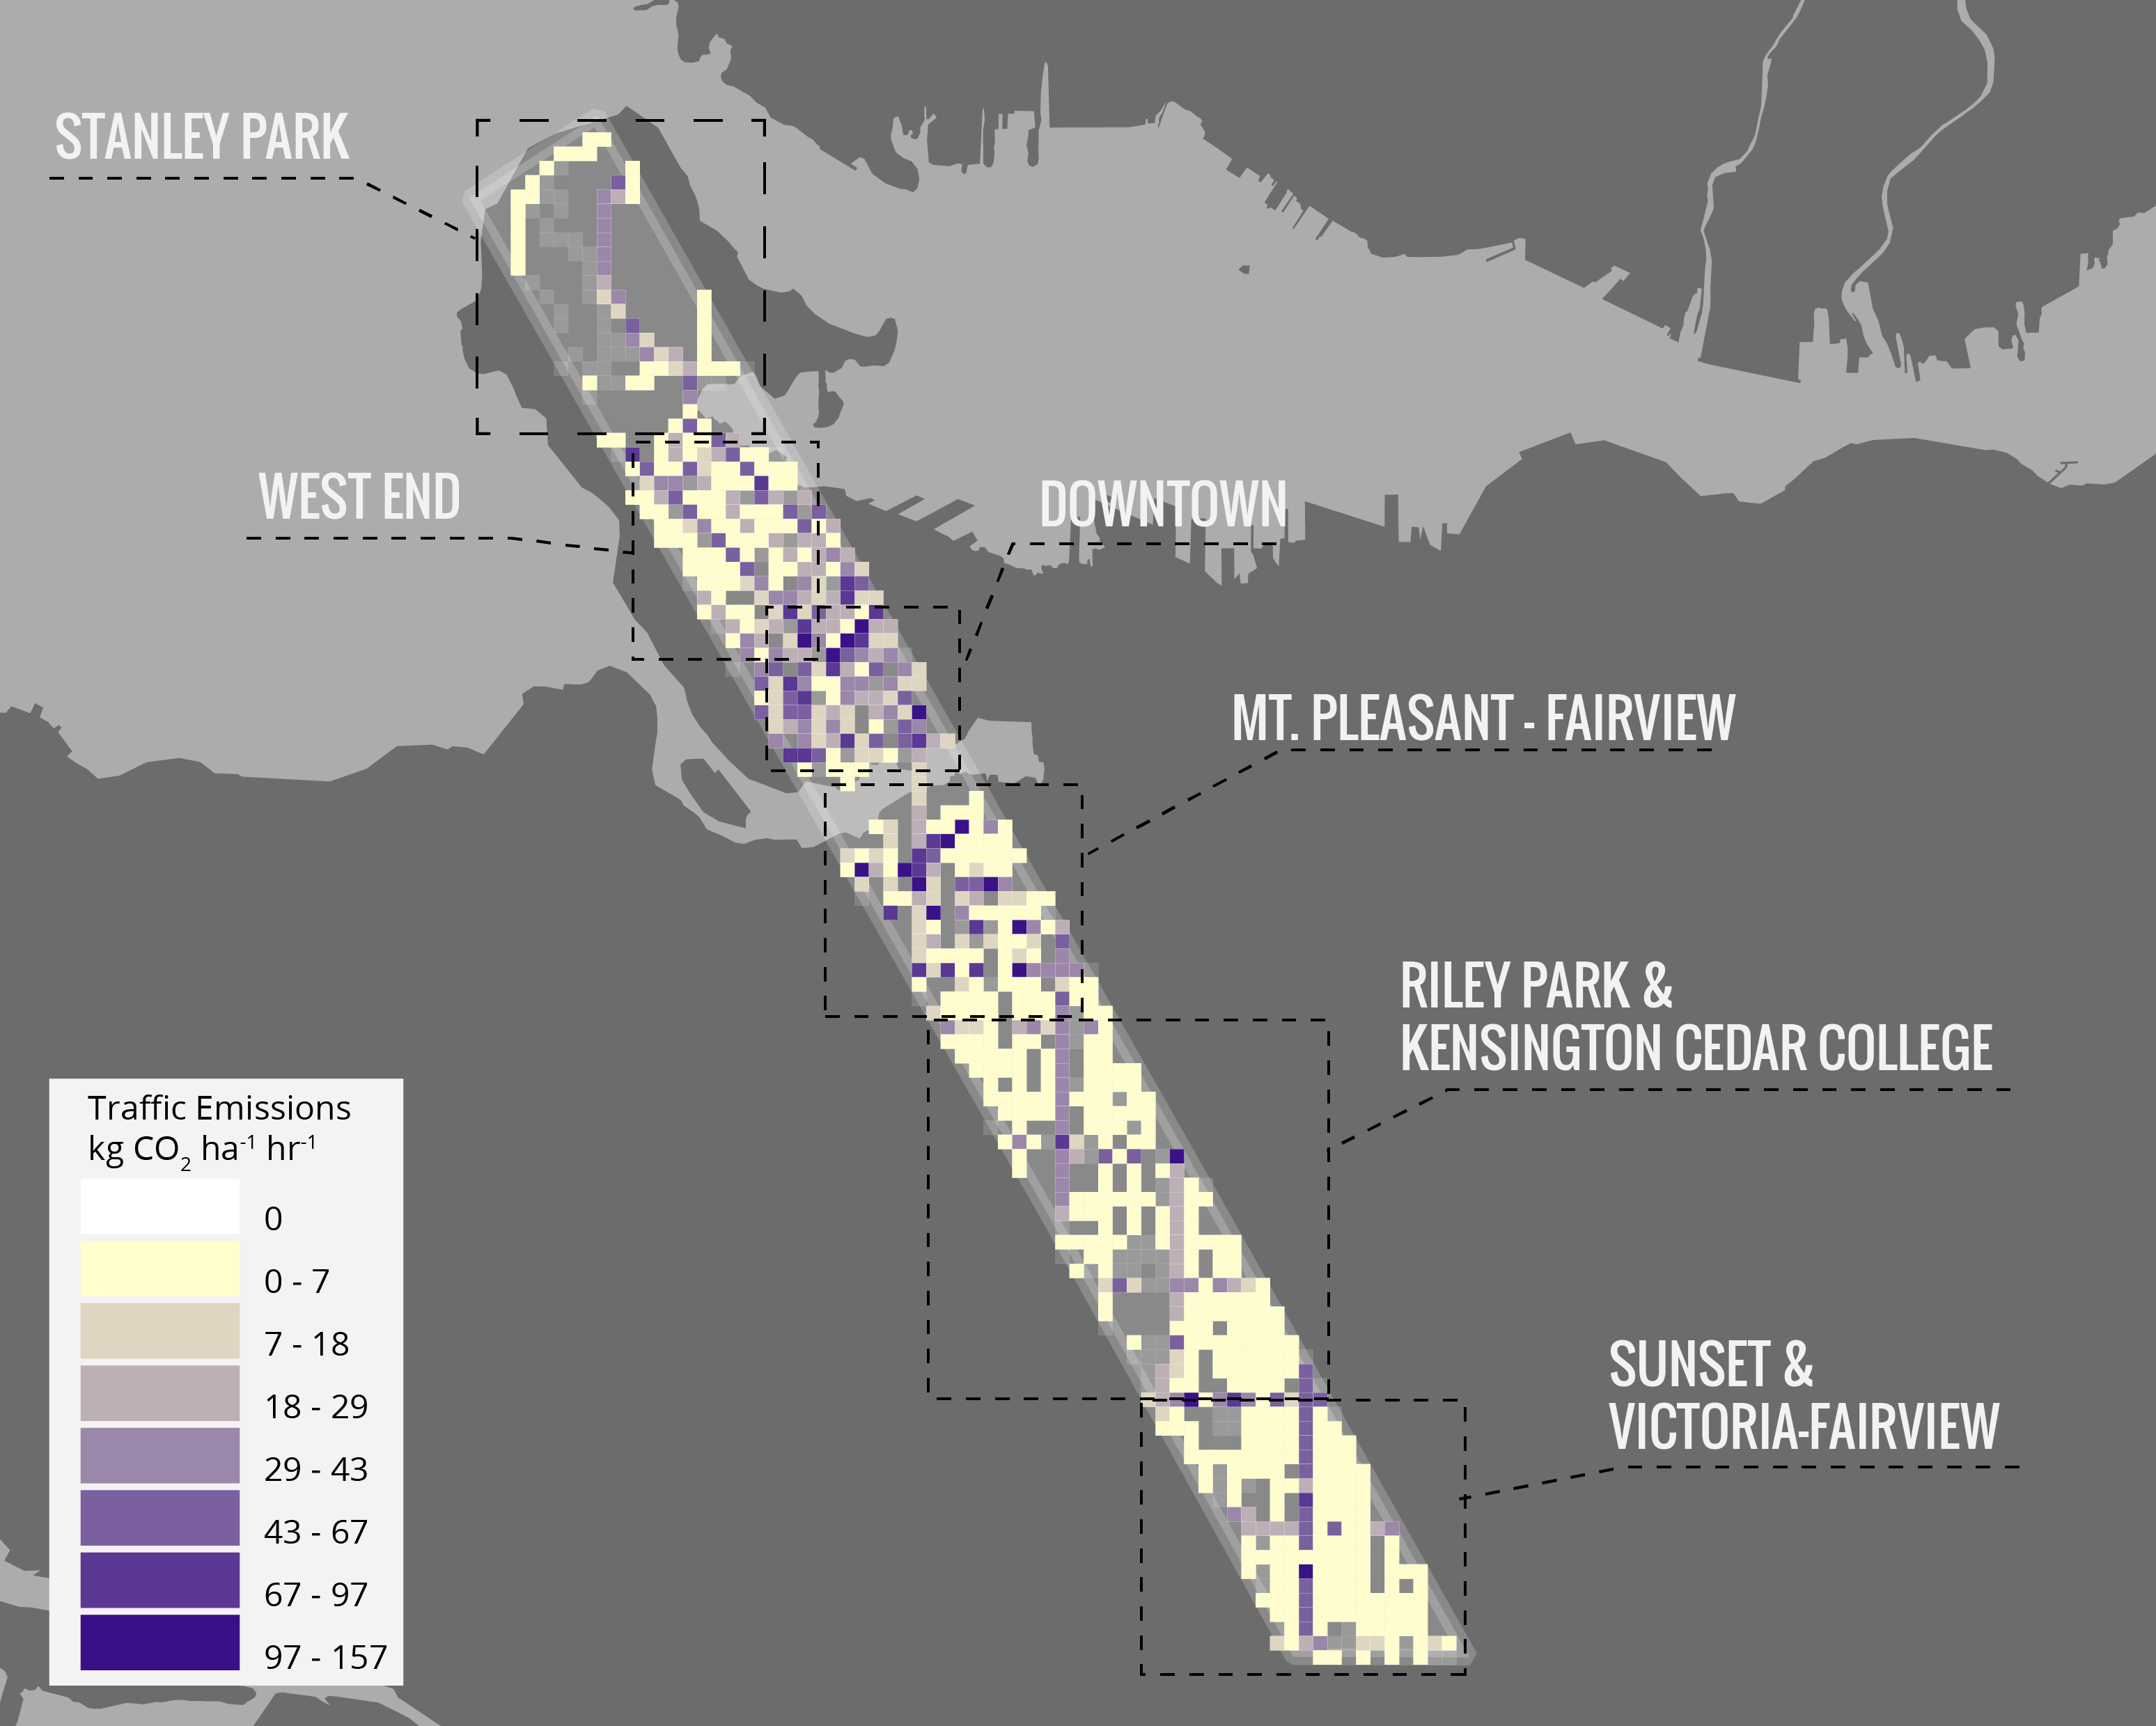 STANLEY PARK
WEST END
DOWNTOWN
MT. PLEASANT - FAIRVIEW
RILEY PARK &
KENSINGTON CEDAR COLLEGE
SUNSET &
VICTORIA-FAIRVIEW
Traffic Emissions
kg CO₂ ha⁻¹ hr⁻¹
0
0 - 7
7 - 18
18 - 29
29 - 43
43 - 67
67 - 97
97 - 157